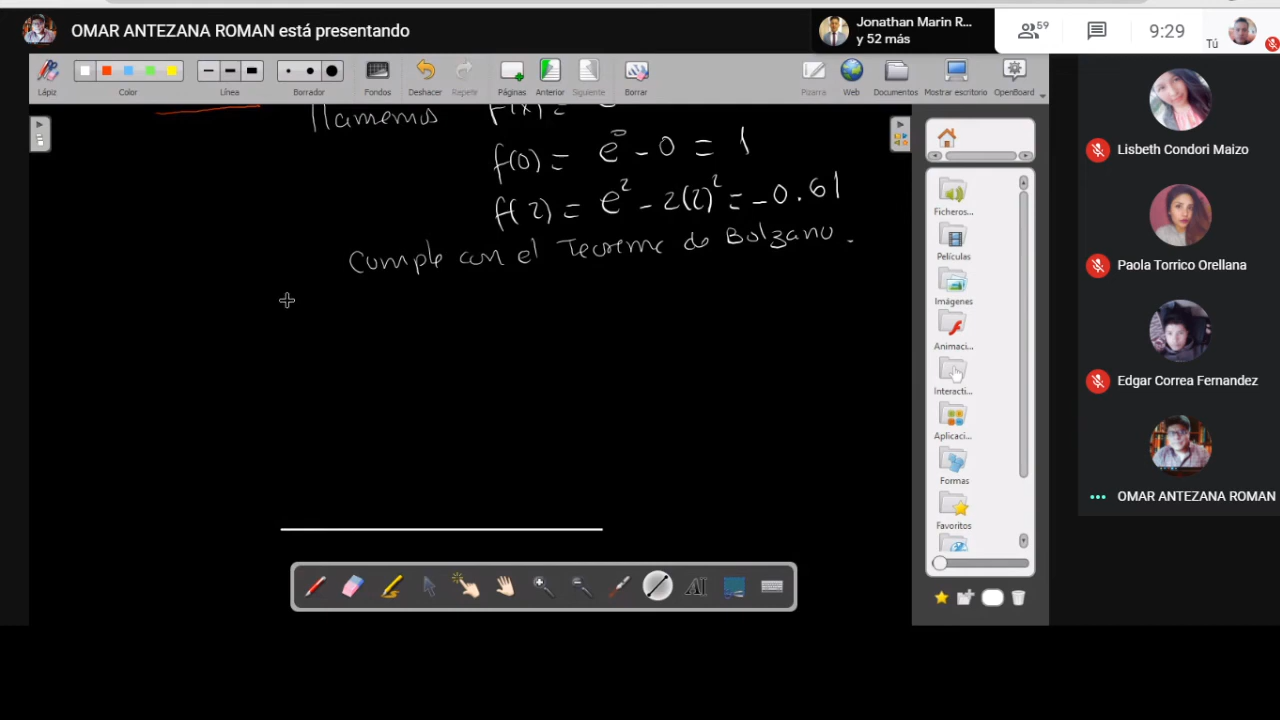 OMAR ANTEZANA ROMAN está presentando
Jonathan Marin R...
y 52 más
59
9:29
Tú
Lápiz
Color
Línea
Borrador
Fondos
Deshacer
Repetir
Páginas
Anterior
Siguiente
Borrar
Pizarra
Web
Documentos
Mostrar escritorio
OpenBoard
llamemos f(x) =
f(0) = e⁰ - 0 = 1
f(2) = e² - 2(2)² = -0.61
Cumple con el Teoreme de Bolzano.
Ficheros...
Películas
Imágenes
Animaci...
Interacti...
Aplicaci...
Formas
Favoritos
AI
Lisbeth Condori Maizo
Paola Torrico Orellana
Edgar Correa Fernandez
OMAR ANTEZANA ROMAN